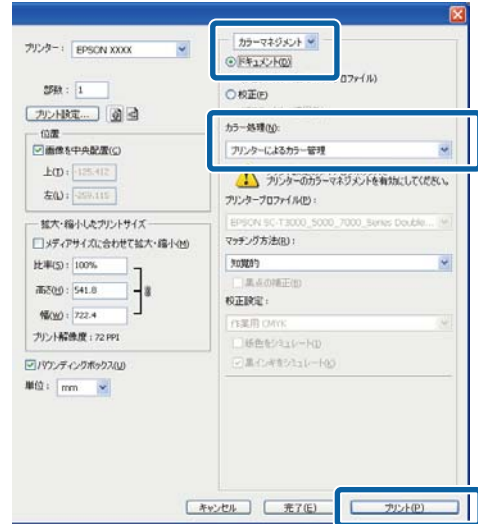 プリンター： EPSON XXXX
部数： 1
プリント設定...
位置
画像を中央配置(C)
上(T)： -125.412
左(L)： -259.115
拡大・縮小したプリントサイズ
メディアサイズに合わせて拡大・縮小(M)
比率(S)： 100%
高さ(H)： 541.8
幅(W)： 722.4
プリント解像度：72 PPI
バウンディングボックス(U)
単位： mm
カラーマネジメント
ドキュメント(D)
ロファイル)
校正(F)
カラー処理(N):
プリンターによるカラー管理
プリンターのカラーマネジメントを有効にしてください。
プリンタープロファイル(P)：
EPSON SC-T3000_5000_7000_Series Double...
マッチング方法(R)：
知覚的
黒点の補正(B)
校正設定：
作業用 CMYK
紙色をシミュレート(I)
黒インキをシミュレート(K)
キャンセル
完了(E)
プリント(P)